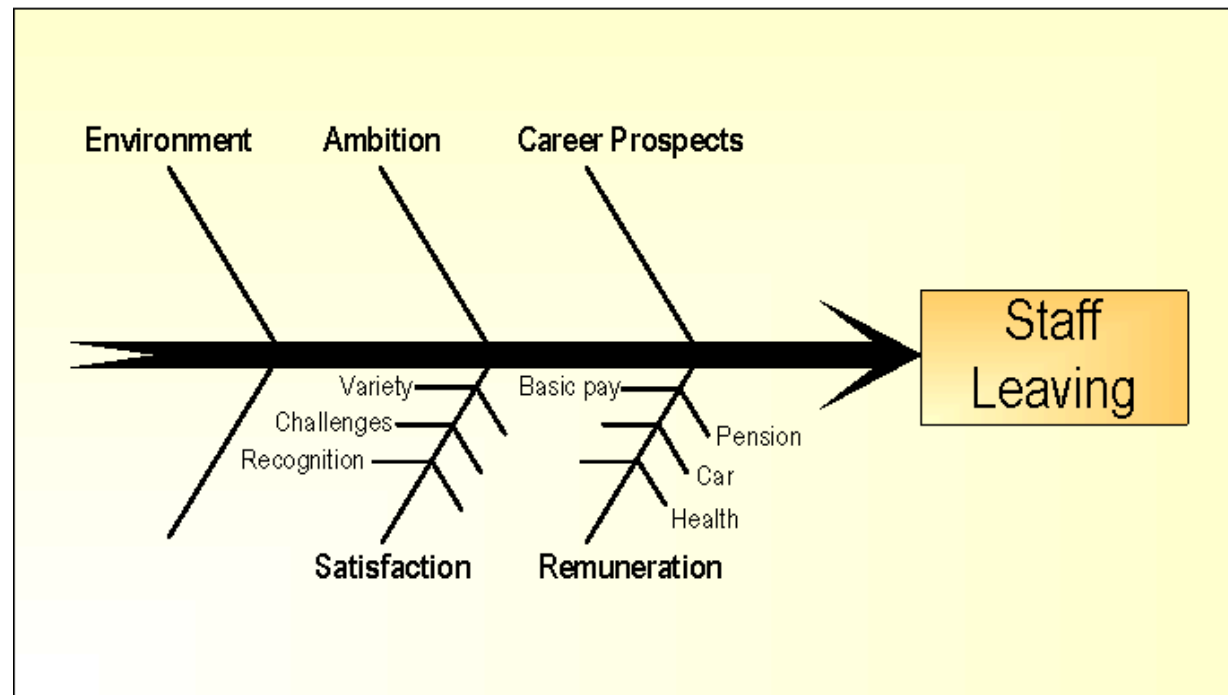 Environment
Ambition
Career Prospects
Staff
Leaving
Variety
Challenges
Recognition
Basic pay
Pension
Car
Health
Satisfaction
Remuneration